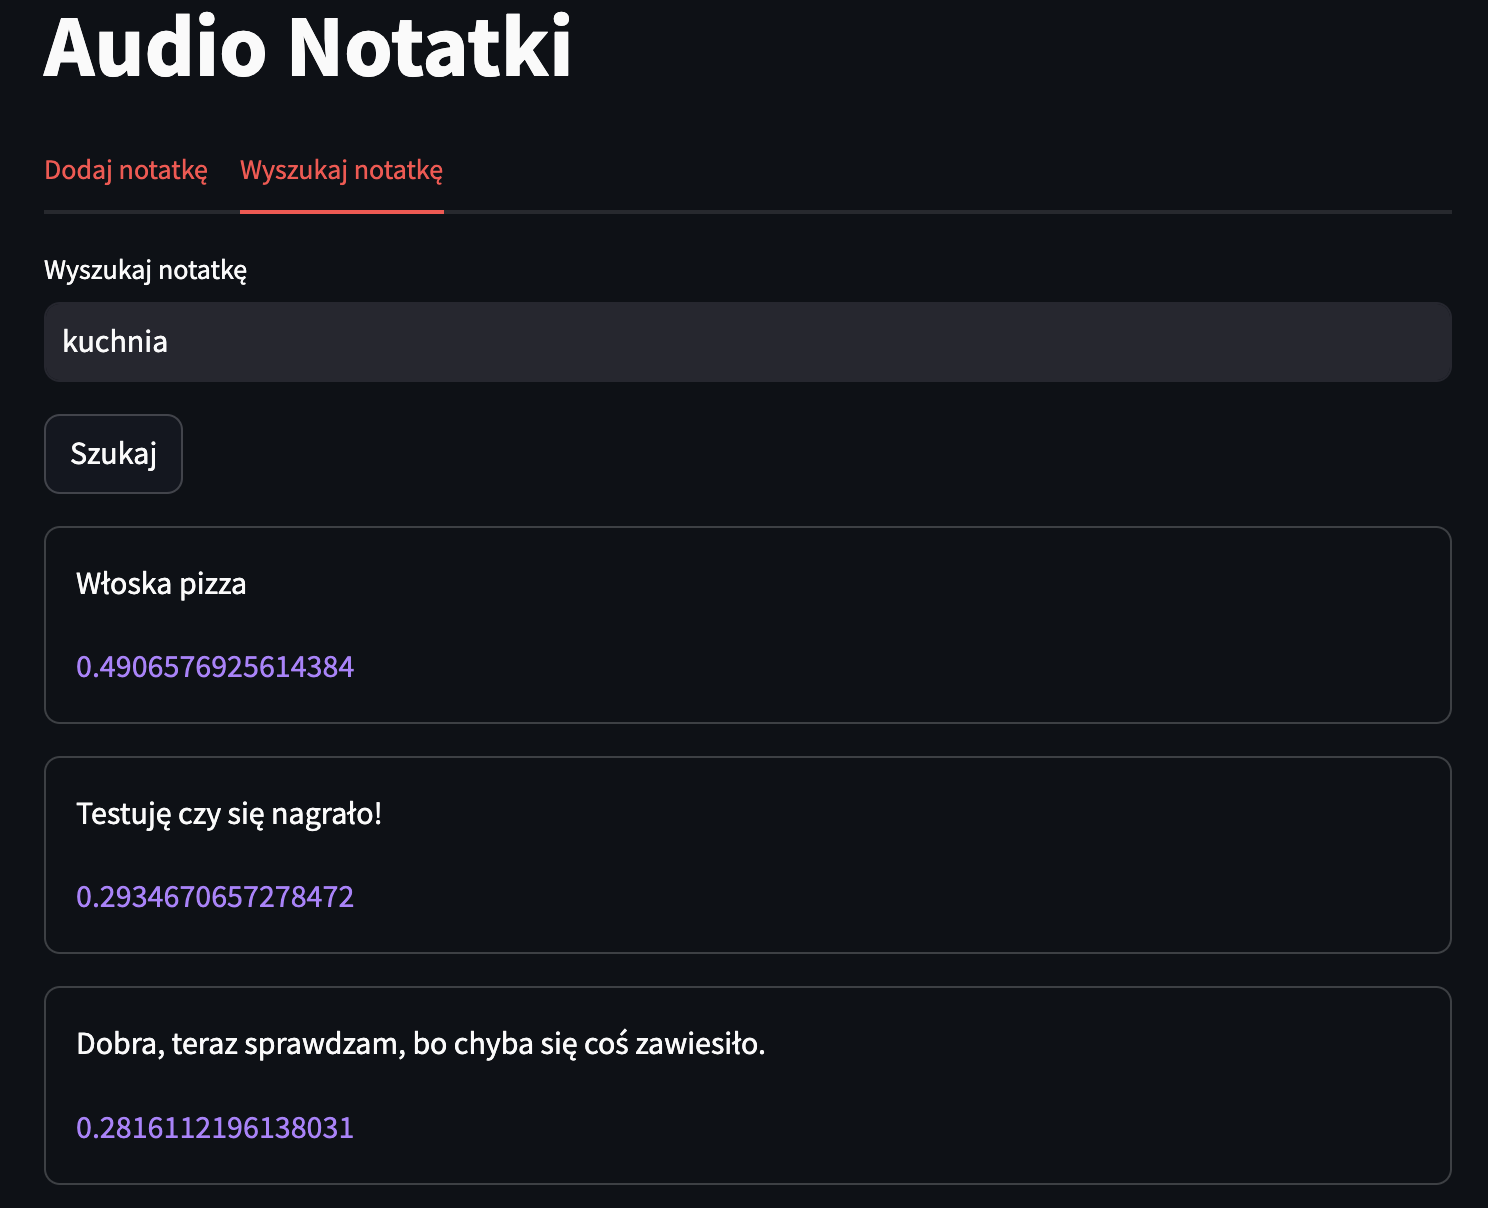 Audio Notatki
Dodaj notatkę Wyszukaj notatkę
Wyszukaj notatkę
kuchnia
Szukaj
Włoska pizza
0.4906576925614384
Testuję czy się nagrało!
0.2934670657278472
Dobra, teraz sprawdzam, bo chyba się coś zawiesiło.
0.2816112196138031